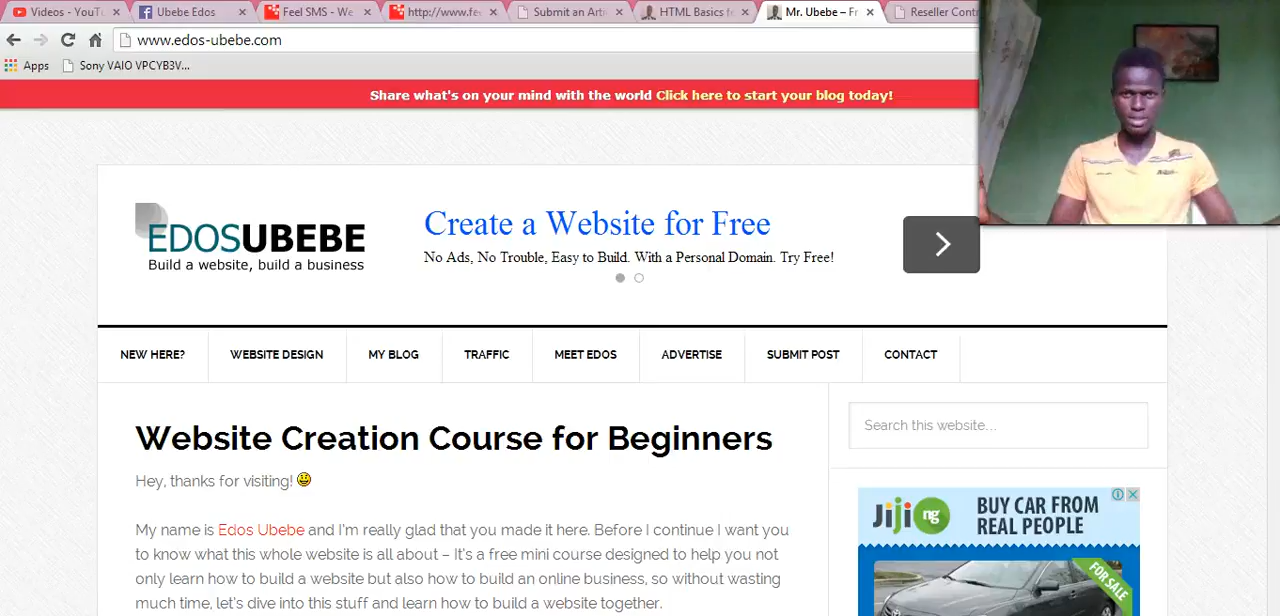 Videos - YouT
Ubebe Edos
Feel SMS - We
http://www.fe
Submit an Arti
HTML Basics f
Mr. Ubebe – Fr
Reseller Contr
www.edos-ubebe.com
Apps
Sony VAIO VPCYB3V...
Share what's on your mind with the world Click here to start your blog today!
EDOSUBEBE
Build a website, build a business
Create a Website for Free
No Ads, No Trouble, Easy to Build. With a Personal Domain. Try Free!
NEW HERE?
WEBSITE DESIGN
MY BLOG
TRAFFIC
MEET EDOS
ADVERTISE
SUBMIT POST
CONTACT
Website Creation Course for Beginners
Hey, thanks for visiting!
My name is Edos Ubebe and I'm really glad that you made it here. Before I continue I want you
to know what this whole website is all about – It's a free mini course designed to help you not
only learn how to build a website but also how to build an online business, so without wasting
much time, let's dive into this stuff and learn how to build a website together.
Search this website...
Jiji ng
BUY CAR FROM
REAL PEOPLE
FOR SALE